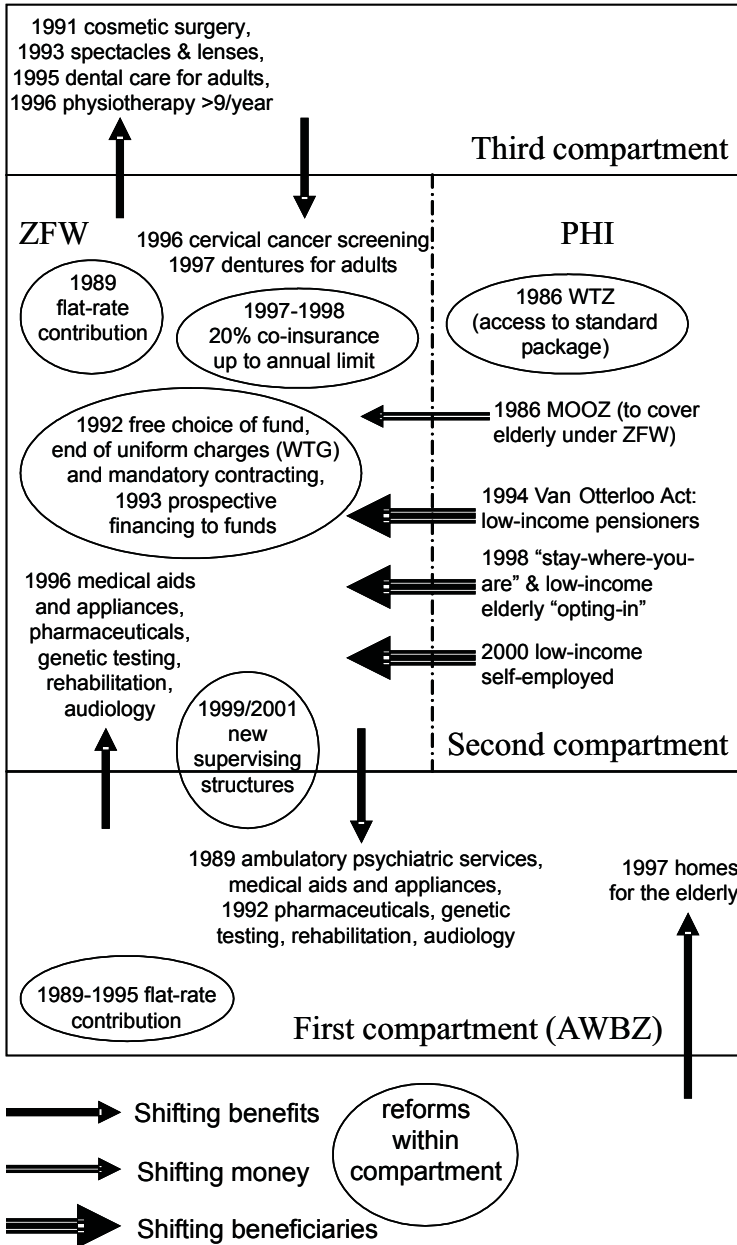 1991 cosmetic surgery,
1993 spectacles & lenses,
1995 dental care for adults,
1996 physiotherapy >9/year
Third compartment
ZFW
1996 cervical cancer screening
1997 dentures for adults
PHI
1989
flat-rate
contribution
1997-1998
20% co-insurance
up to annual limit
1986 WTZ
(access to standard
package)
1992 free choice of fund,
end of uniform charges (WTG)
and mandatory contracting,
1993 prospective
financing to funds
1986 MOOZ (to cover
elderly under ZFW)
1994 Van Otterloo Act:
low-income pensioners
1998 “stay-where-you-
are” & low-income
elderly “opting-in”
2000 low-income
self-employed
1996 medical aids
and appliances,
pharmaceuticals,
genetic testing,
rehabilitation,
audiology
1999/2001
new
supervising
structures
Second compartment
1989 ambulatory psychiatric services,
medical aids and appliances,
1992 pharmaceuticals, genetic
testing, rehabilitation, audiology
1997 homes
for the elderly
1989-1995 flat-rate
contribution
First compartment (AWBZ)
Shifting benefits
Shifting money
Shifting beneficiaries
reforms
within
compartment